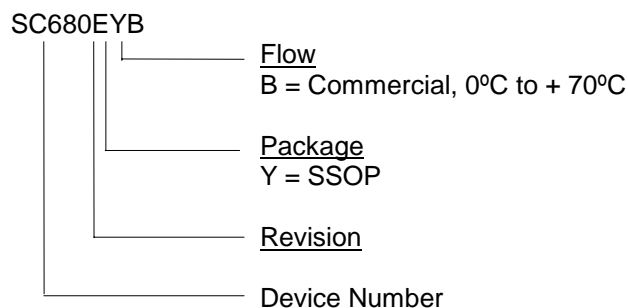 SC680EYB
Flow
B = Commercial, 0ºC to + 70ºC
Package
Y = SSOP
Revision
Device Number